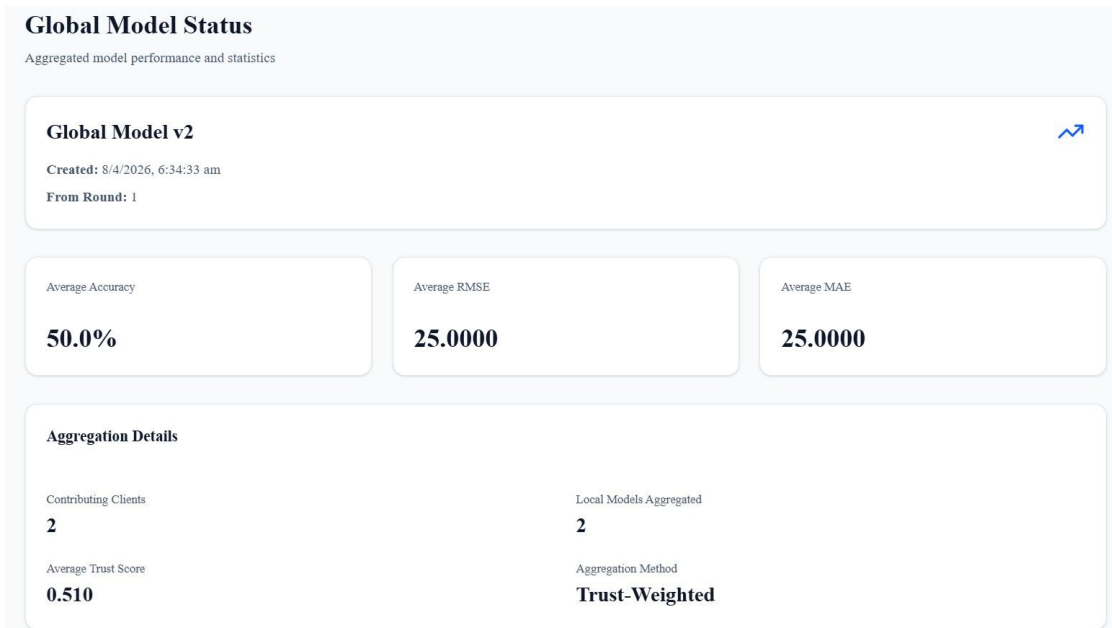 Global Model Status
Aggregated model performance and statistics
Global Model v2
Created: 8/4/2026, 6:34:33 am
From Round: 1
Average Accuracy
50.0%
Average RMSE
25.0000
Average MAE
25.0000
Aggregation Details
Contributing Clients
2
Local Models Aggregated
2
Average Trust Score
0.510
Aggregation Method
Trust-Weighted